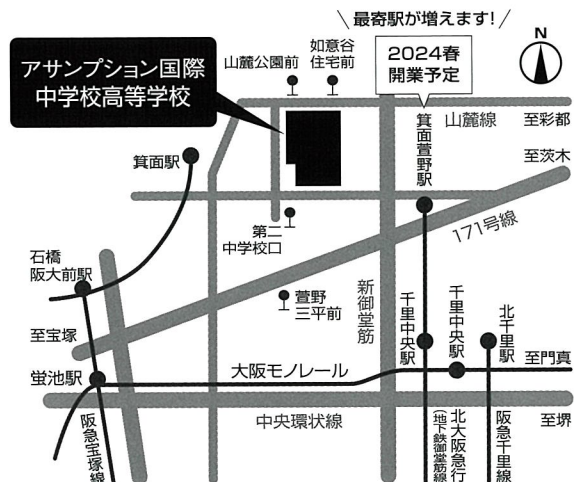 最寄駅が増えます!
アサンプション国際
中学校高等学校
山麓公園前
如意谷
住宅前
2024春
開業予定
N
山麓線
至彩都
至茨木
箕面駅
箕面萱野駅
171号線
第二
中学校口
石橋
阪大前駅
萱野
三平前
新御堂筋
千里中央駅
千里中央駅
北千里駅
至宝塚
至門真
蛍池駅
大阪モノレール
中央環状線
至堺
阪急宝塚線
北大阪急行
(地下鉄御堂筋線)
阪急千里線